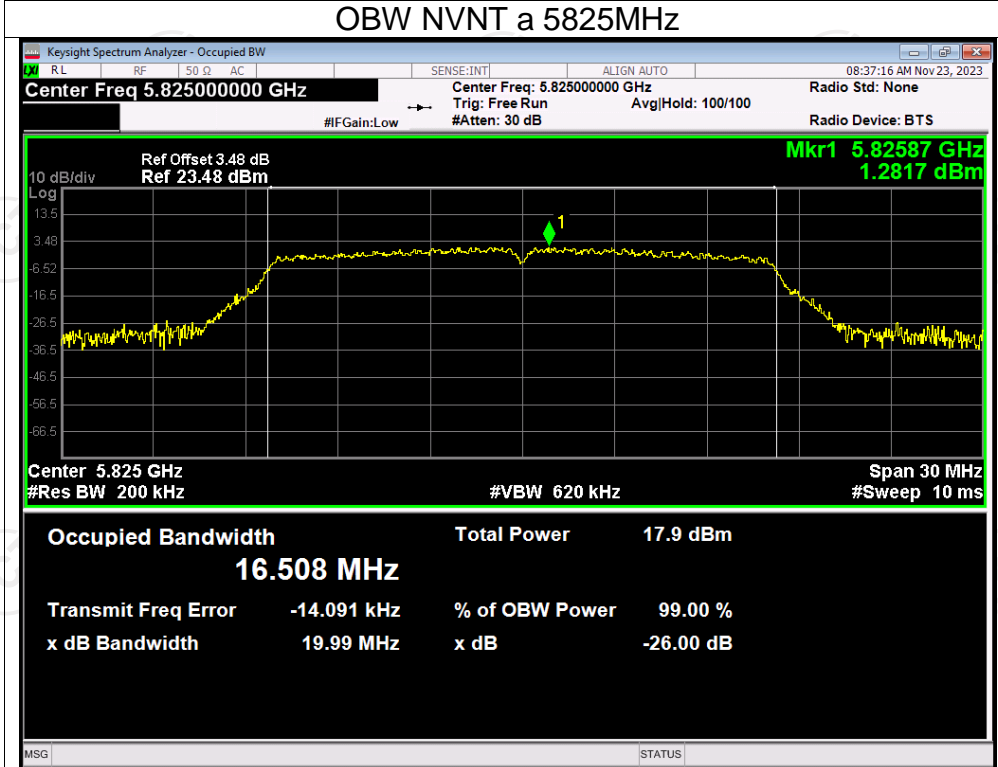 OBW NVNT a 5825MHz
Keysight Spectrum Analyzer - Occupied BW
LXI RL RF 50 Ω AC SENSE:INT ALIGN AUTO 08:37:16 AM Nov 23, 2023
Center Freq 5.825000000 GHz Center Freq: 5.825000000 GHz Radio Std: None
Trig: Free Run Avg|Hold: 100/100
#IFGain:Low #Atten: 30 dB Radio Device: BTS
Ref Offset 3.48 dB Mkr1 5.82587 GHz
10 dB/div Ref 23.48 dBm 1.2817 dBm
Log
13.5
1
3.48
-6.52
-16.5
-26.5
-36.5
-46.5
-56.5
-66.5
Center 5.825 GHz Span 30 MHz
#Res BW 200 kHz #VBW 620 kHz #Sweep 10 ms
Occupied Bandwidth Total Power 17.9 dBm
16.508 MHz
Transmit Freq Error -14.091 kHz % of OBW Power 99.00 %
x dB Bandwidth 19.99 MHz x dB -26.00 dB
MSG STATUS